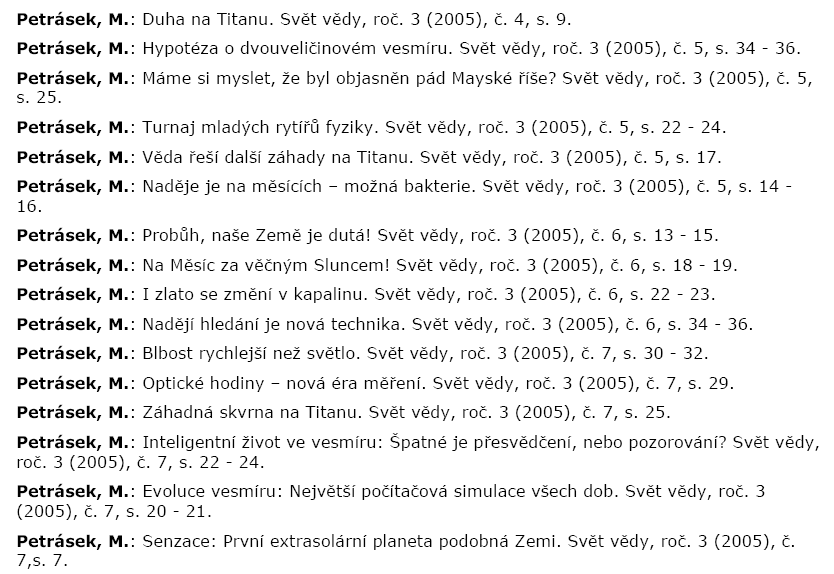 Petrásek, M.: Duha na Titanu. Svět vědy, roč. 3 (2005), č. 4, s. 9.
Petrásek, M.: Hypotéza o dvouveličinovém vesmíru. Svět vědy, roč. 3 (2005), č. 5, s. 34 - 36.
Petrásek, M.: Máme si myslet, že byl objasněn pád Mayské říše? Svět vědy, roč. 3 (2005), č. 5,
s. 25.
Petrásek, M.: Turnaj mladých rytířů fyziky. Svět vědy, roč. 3 (2005), č. 5, s. 22 - 24.
Petrásek, M.: Věda řeší další záhady na Titanu. Svět vědy, roč. 3 (2005), č. 5, s. 17.
Petrásek, M.: Naděje je na měsících – možná bakterie. Svět vědy, roč. 3 (2005), č. 5, s. 14 -
16.
Petrásek, M.: Probůh, naše Země je dutá! Svět vědy, roč. 3 (2005), č. 6, s. 13 - 15.
Petrásek, M.: Na Měsíc za věčným Sluncem! Svět vědy, roč. 3 (2005), č. 6, s. 18 - 19.
Petrásek, M.: I zlato se změní v kapalinu. Svět vědy, roč. 3 (2005), č. 6, s. 22 - 23.
Petrásek, M.: Nadějí hledání je nová technika. Svět vědy, roč. 3 (2005), č. 6, s. 34 - 36.
Petrásek, M.: Blbost rychlejší než světlo. Svět vědy, roč. 3 (2005), č. 7, s. 30 - 32.
Petrásek, M.: Optické hodiny – nová éra měření. Svět vědy, roč. 3 (2005), č. 7, s. 29.
Petrásek, M.: Záhadná skvrna na Titanu. Svět vědy, roč. 3 (2005), č. 7, s. 25.
Petrásek, M.: Inteligentní život ve vesmíru: Špatné je přesvědčení, nebo pozorování? Svět vědy,
roč. 3 (2005), č. 7, s. 22 - 24.
Petrásek, M.: Evoluce vesmíru: Největší počítačová simulace všech dob. Svět vědy, roč. 3
(2005), č. 7, s. 20 - 21.
Petrásek, M.: Senzace: První extrasolární planeta podobná Zemi. Svět vědy, roč. 3 (2005), č.
7,s. 7.